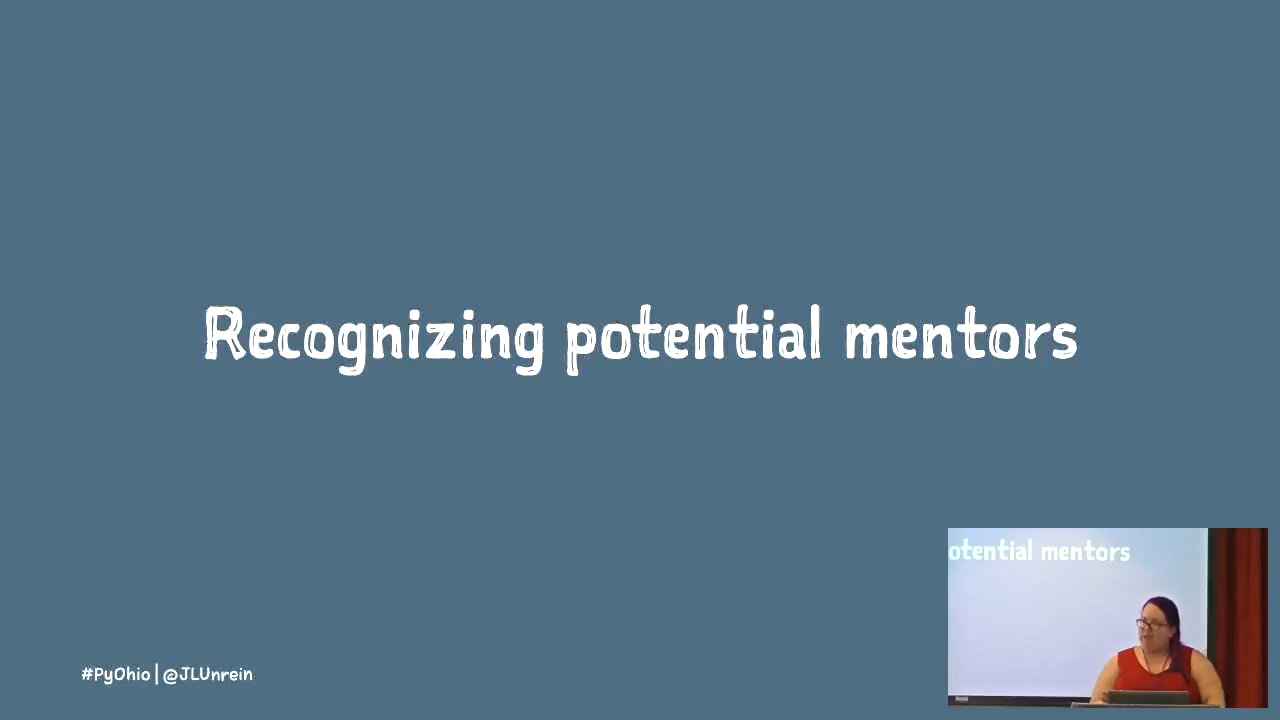 Recognizing potential mentors
otential mentors
#PyOhio | @JLUnrein